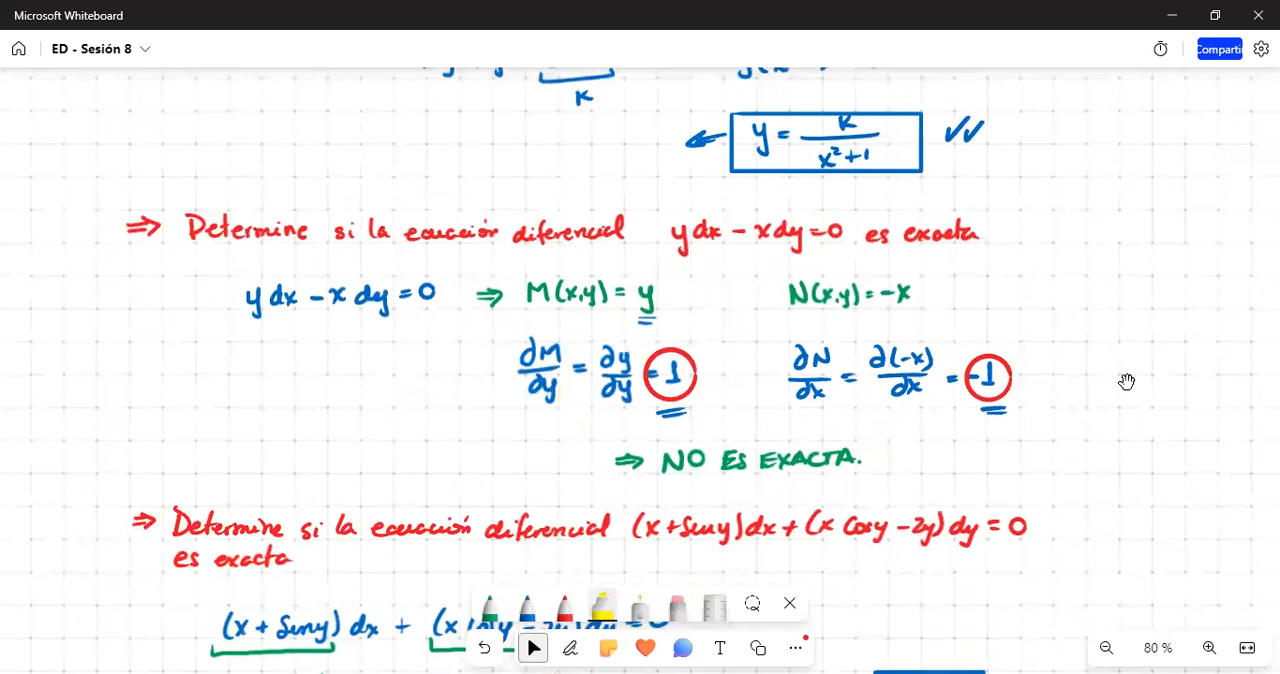 Microsoft Whiteboard
ED - Sesión 8
Comparti
K
y = K / x²+1
⇒ Determine si la ecuación diferencial ydx - xdy = 0 es exacta
y dx - x dy = 0 ⇒ M(x,y) = y N(x,y) = -x
∂M/∂y = ∂y/∂y = 1 ∂N/∂x = ∂(-x)/∂x = -1
⇒ NO ES EXACTA.
⇒ Determine si la ecuación diferencial (x + Seny) dx + (x Cosy - 2y) dy = 0
es exacta
(x + Seny) dx +
80 %